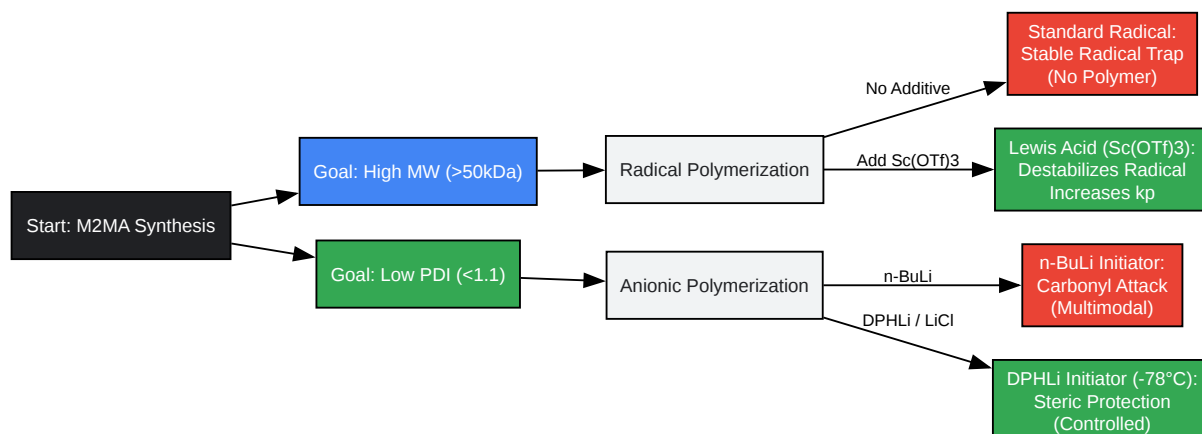 Standard Radical:
Stable Radical Trap
(No Polymer)
No Additive
Goal: High MW (>50kDa)
Radical Polymerization
Add Sc(OTf)3
Lewis Acid (Sc(OTf)3):
Destabilizes Radical
Increases kp
Start: M2MA Synthesis
Goal: Low PDI (<1.1)
Anionic Polymerization
n-BuLi
n-BuLi Initiator:
Carbonyl Attack
(Multimodal)
DPHLi / LiCl
DPHLi Initiator (-78°C):
Steric Protection
(Controlled)